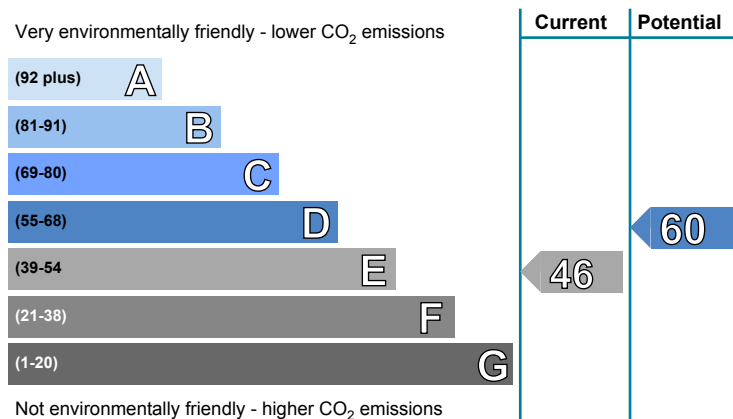 Current Potential
Very environmentally friendly - lower CO₂ emissions
(92 plus) A
(81-91) B
(69-80) C
(55-68) D
60
(39-54 E
46
(21-38) F
(1-20) G
Not environmentally friendly - higher CO₂ emissions